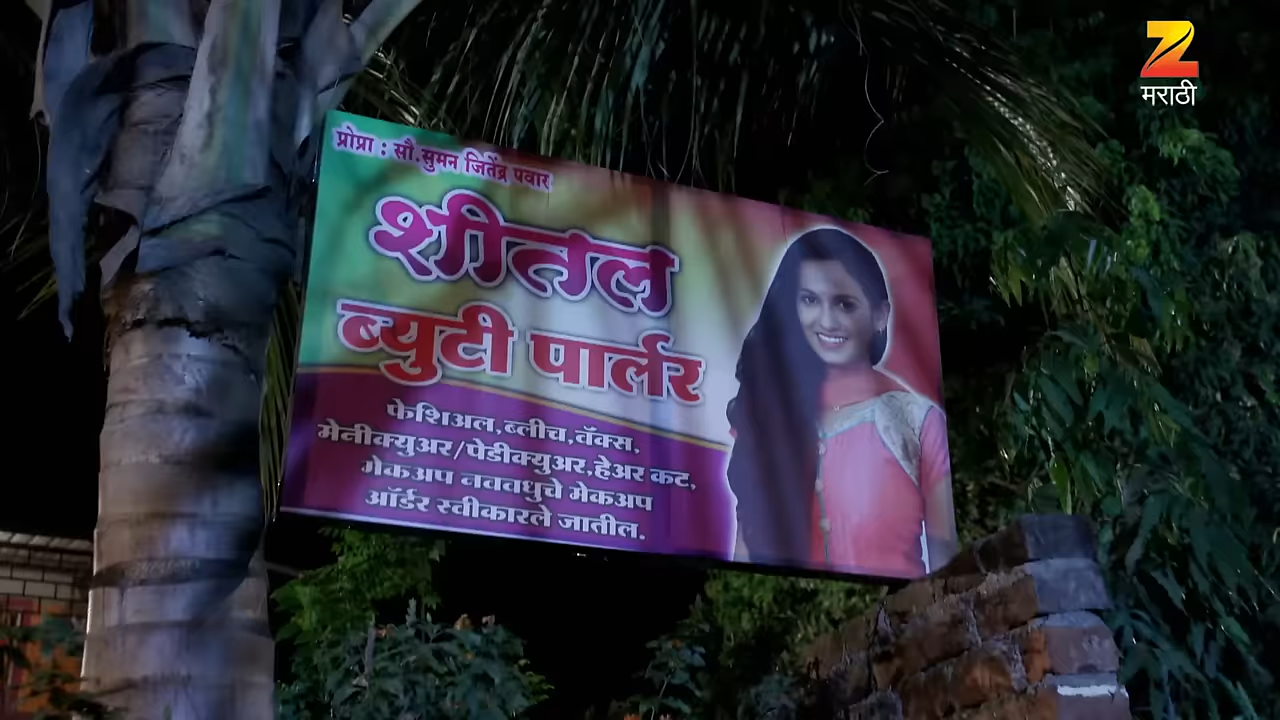 प्रोप्रा : सौ.सुमन जितेंद्र पवार
शीतल
ब्युटी पार्लर
फेशिअल,ब्लीच,वॅक्स,
मेनीक्युअर/पेडीक्युअर,हेअर कट,
मेकअप नववधुचे मेकअप
ऑर्डर स्वीकारले जातील.
मराठी